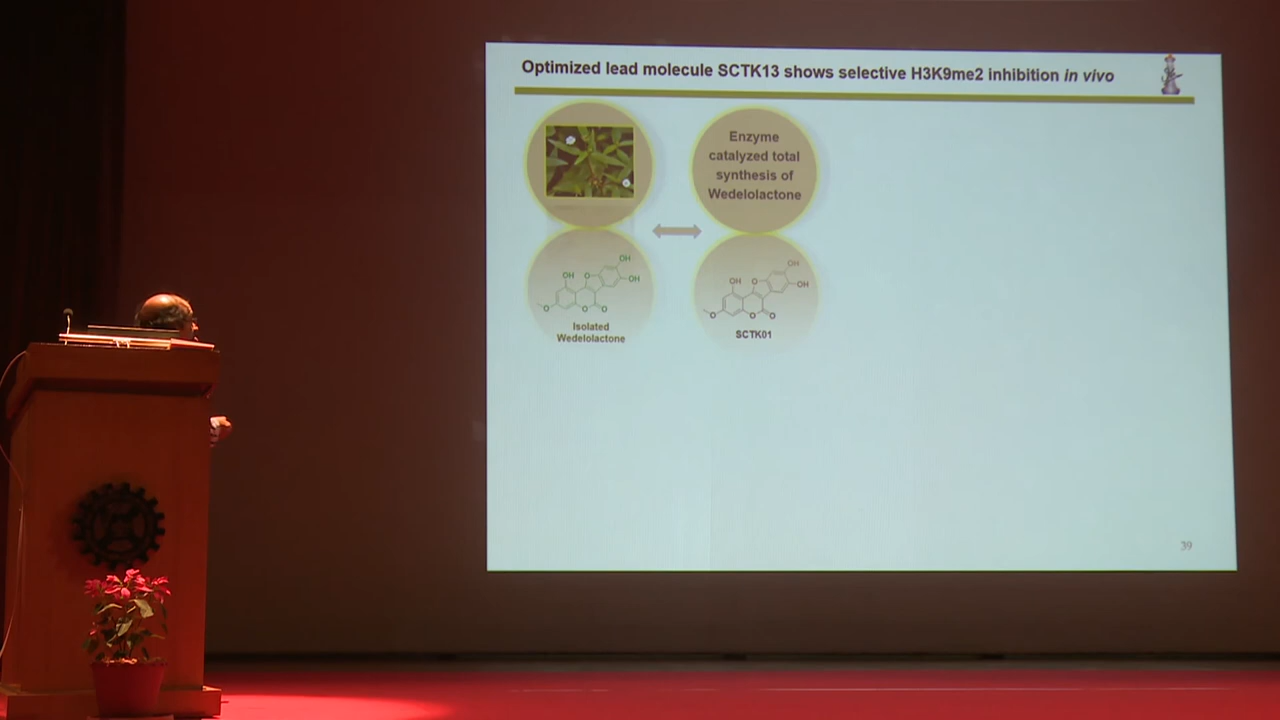 Optimized lead molecule SCTK13 shows selective H3K9me2 inhibition in vivo
Enzyme
catalyzed total
synthesis of
Wedelolactone
OH
OH
OH
O
O
O
O
Isolated
Wedelolactone
OH
OH
OH
O
O
O
O
SCTK01
39